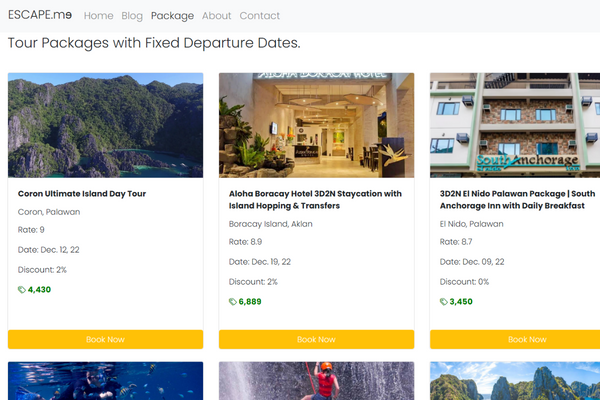 ESCAPE.me
Home Blog Package About Contact
Tour Packages with Fixed Departure Dates.
ALOHA BORACAY HOTEL
South Anchorage
Coron Ultimate Island Day Tour
Coron, Palawan
Rate: 9
Date: Dec. 12, 22
Discount: 2%
4,430
Book Now
Aloha Boracay Hotel 3D2N Staycation with
Island Hopping & Transfers
Boracay Island, Aklan
Rate: 8.9
Date: Dec. 19, 22
Discount: 2%
6,889
Book Now
3D2N El Nido Palawan Package | South
Anchorage Inn with Daily Breakfast
El Nido, Palawan
Rate: 8.7
Date: Dec. 09, 22
Discount: 0%
3,450
Book Now